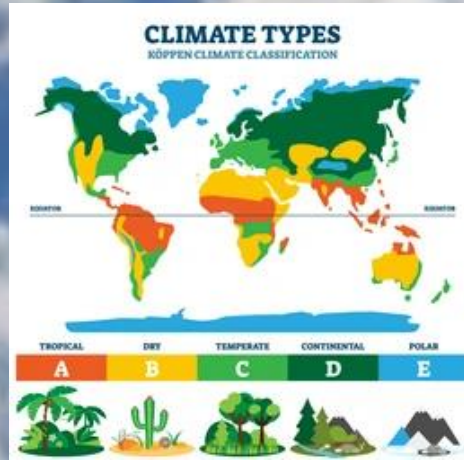 CLIMATE TYPES
KÖPPEN CLIMATE CLASSIFICATION
EQUATOR EQUATOR
TROPICAL DRY TEMPERATE CONTINENTAL POLAR
A B C D E